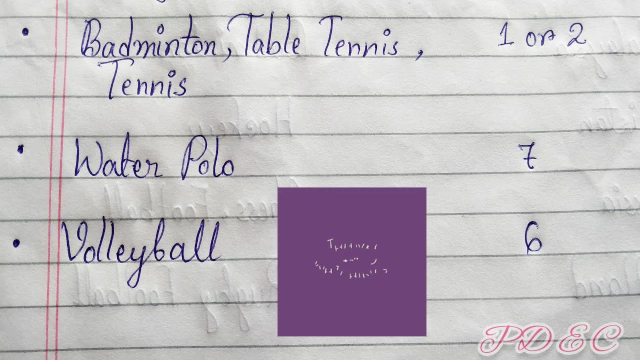 • Badminton, Table Tennis, 1 or 2
Tennis
• Water Polo 7
• Volleyball 6
PDEC